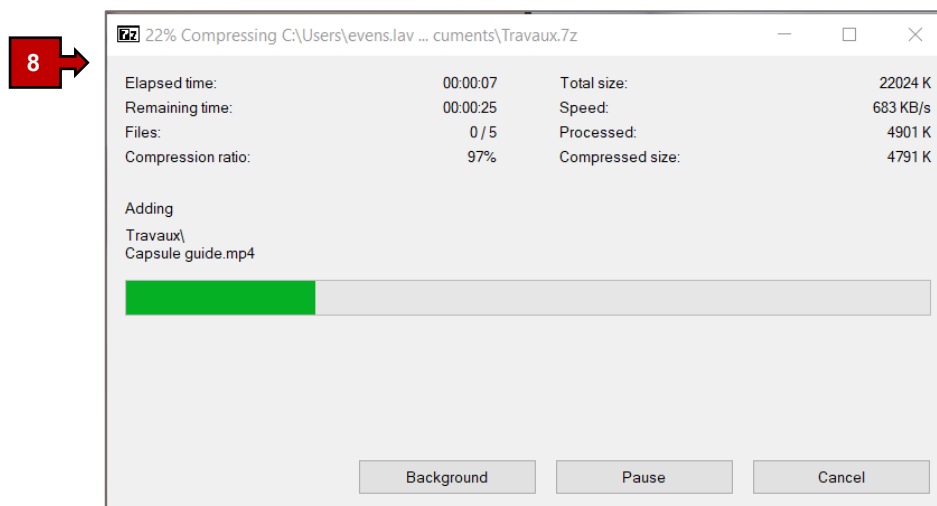 7z 22% Compressing C:\Users\evens.lav ... cuments\Travaux.7z
8
Elapsed time: 00:00:07 Total size: 22024 K
Remaining time: 00:00:25 Speed: 683 KB/s
Files: 0 / 5 Processed: 4901 K
Compression ratio: 97% Compressed size: 4791 K
Adding
Travaux\
Capsule guide.mp4
Background Pause Cancel